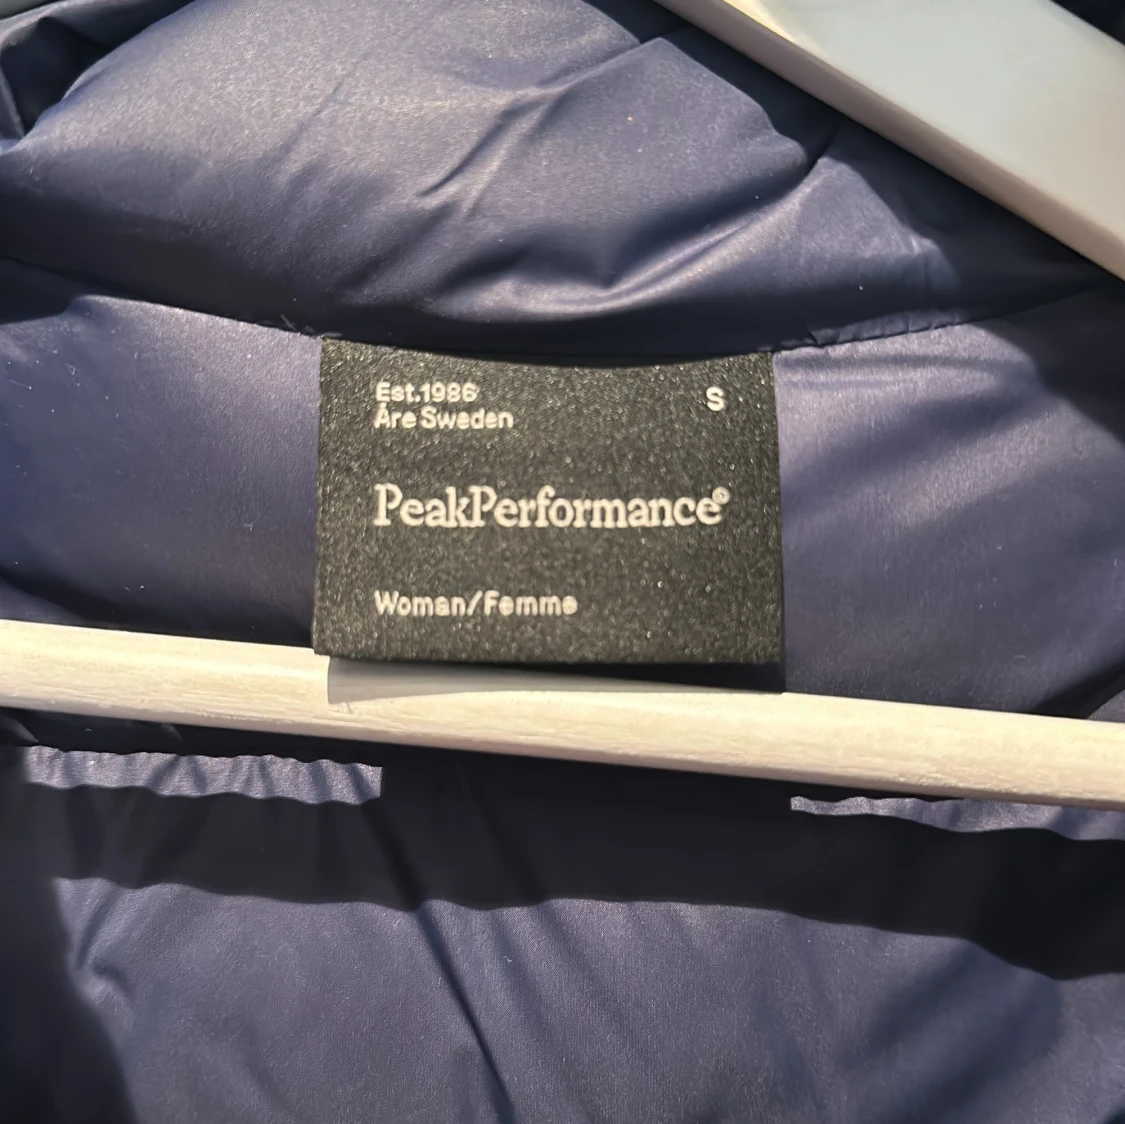 Est.1986
Åre Sweden
S
PeakPerformance®
Woman/Femme